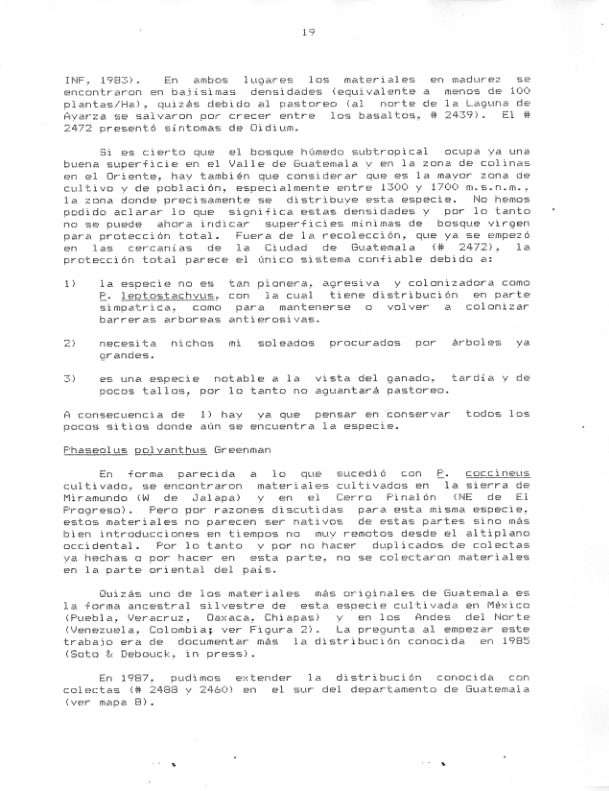 19
INF, 1983). En ambos lugares los materiales en madurez se
encontraron en bajísimas densidades (equivalente a menos de 100
plantas/Ha), quizás debido al pastoreo (al norte de la Laguna de
Ayarza se salvaron por crecer entre los basaltos, # 2439). El #
2472 presentó síntomas de Oidium.
Si es cierto que el bosque húmedo subtropical ocupa ya una
buena superficie en el Valle de Guatemala y en la zona de colinas
en el Oriente, hay también que considerar que es la mayor zona de
cultivo y de población, especialmente entre 1300 y 1700 m.s.n.m.,
la zona donde precisamente se distribuye esta especie. No hemos
podido aclarar lo que significa estas densidades y por lo tanto
no se puede ahora indicar superficies mínimas de bosque virgen
para protección total. Fuera de la recolección, que ya se empezó
en las cercanías de la Ciudad de Guatemala (# 2472), la
protección total parece el único sistema confiable debido a:
1) la especie no es tan pionera, agresiva y colonizadora como
P. leptostachyus, con la cual tiene distribución en parte
simpatrica, como para mantenerse o volver a colonizar
barreras arboreas antierosivas.
2) necesita nichos mi soleados procurados por árboles ya
grandes.
3) es una especie notable a la vista del ganado, tardía y de
pocos tallos, por lo tanto no aguantará pastoreo.
A consecuencia de 1) hay ya que pensar en conservar todos los
pocos sitios donde aún se encuentra la especie.
Phaseolus polyanthus Greenman
En forma parecida a lo que sucedió con P. coccineus
cultivado, se encontraron materiales cultivados en la sierra de
Miramundo (W de Jalapa) y en el Cerro Pinalón (NE de El
Progreso). Pero por razones discutidas para esta misma especie,
estos materiales no parecen ser nativos de estas partes sino más
bien introducciones en tiempos no muy remotos desde el altiplano
occidental. Por lo tanto y por no hacer duplicados de colectas
ya hechas o por hacer en esta parte, no se colectaron materiales
en la parte oriental del país.
Quizás uno de los materiales más originales de Guatemala es
la forma ancestral silvestre de esta especie cultivada en México
(Puebla, Veracruz, Oaxaca, Chiapas) y en los Andes del Norte
(Venezuela, Colombia; ver Figura 2). La pregunta al empezar este
trabajo era de documentar más la distribución conocida en 1985
(Soto & Debouck, in press).
En 1987, pudimos extender la distribución conocida con
colectas (# 2488 y 2460) en el sur del departamento de Guatemala
(ver mapa 8).